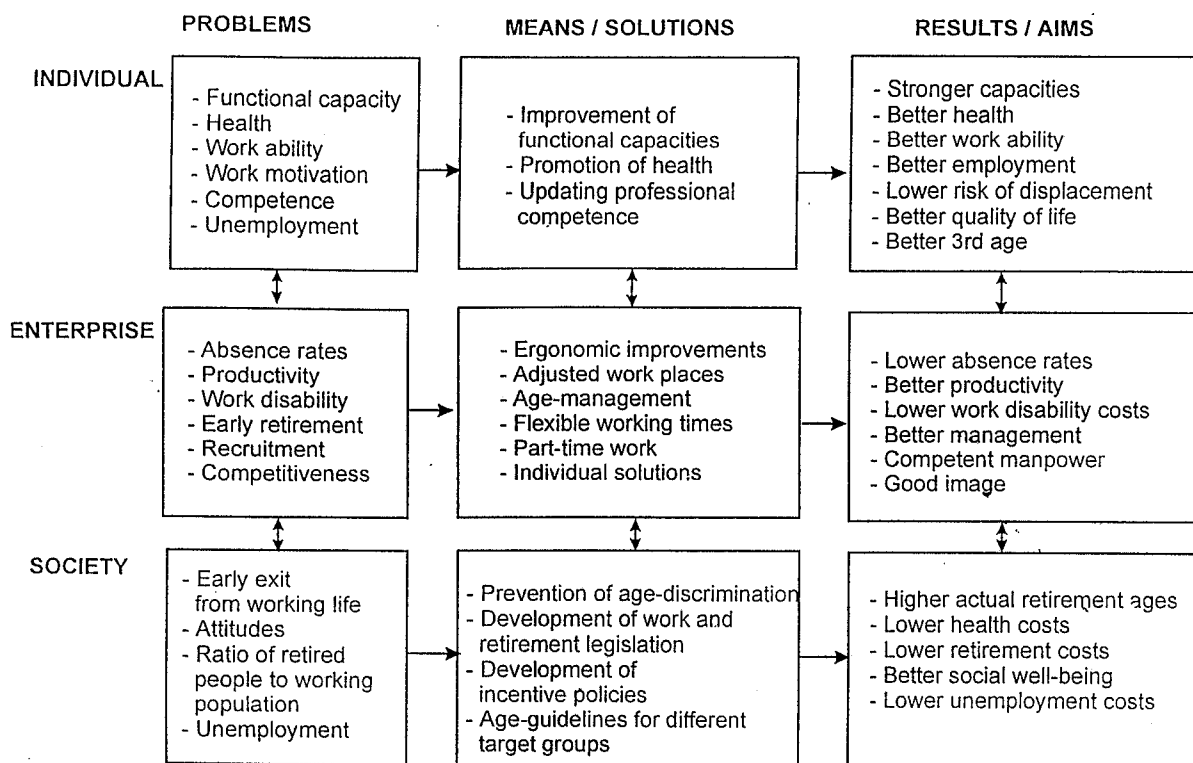 PROBLEMS
MEANS / SOLUTIONS
RESULTS / AIMS
INDIVIDUAL
- Functional capacity
- Health
- Work ability
- Work motivation
- Competence
- Unemployment
- Improvement of
functional capacities
- Promotion of health
- Updating professional
competence
- Stronger capacities
- Better health
- Better work ability
- Better employment
- Lower risk of displacement
- Better quality of life
- Better 3rd age
ENTERPRISE
- Absence rates
- Productivity
- Work disability
- Early retirement
- Recruitment
- Competitiveness
- Ergonomic improvements
- Adjusted work places
- Age-management
- Flexible working times
- Part-time work
- Individual solutions
- Lower absence rates
- Better productivity
- Lower work disability costs
- Better management
- Competent manpower
- Good image
SOCIETY
- Early exit
from working life
- Attitudes
- Ratio of retired
people to working
population
- Unemployment
- Prevention of age-discrimination
- Development of work and
retirement legislation
- Development of
incentive policies
- Age-guidelines for different
target groups
- Higher actual retirement ages
- Lower health costs
- Lower retirement costs
- Better social well-being
- Lower unemployment costs